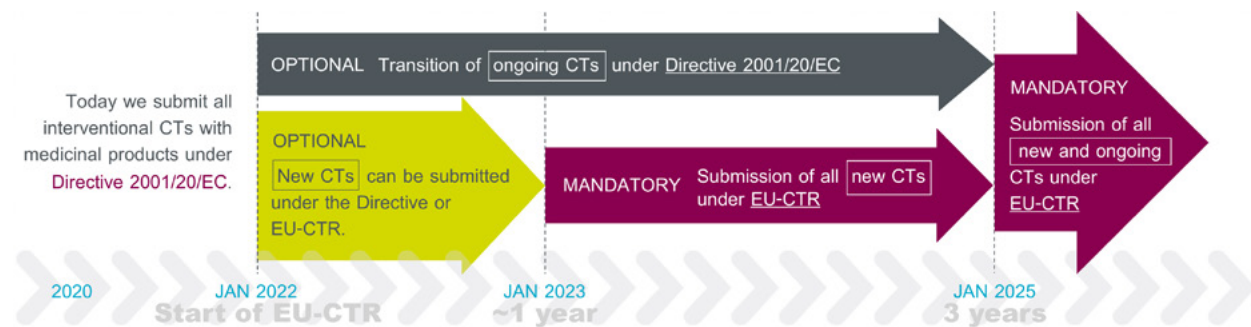 OPTIONAL Transition of ongoing CTs under Directive 2001/20/EC
Today we submit all
interventional CTs with
medicinal products under
Directive 2001/20/EC.
OPTIONAL
New CTs can be submitted
under the Directive or
EU-CTR.
MANDATORY Submission of all new CTs
under EU-CTR
MANDATORY
Submission of all
new and ongoing
CTs under
EU-CTR
2020 JAN 2022 JAN 2023 JAN 2025
Start of EU-CTR ~1 year 3 years